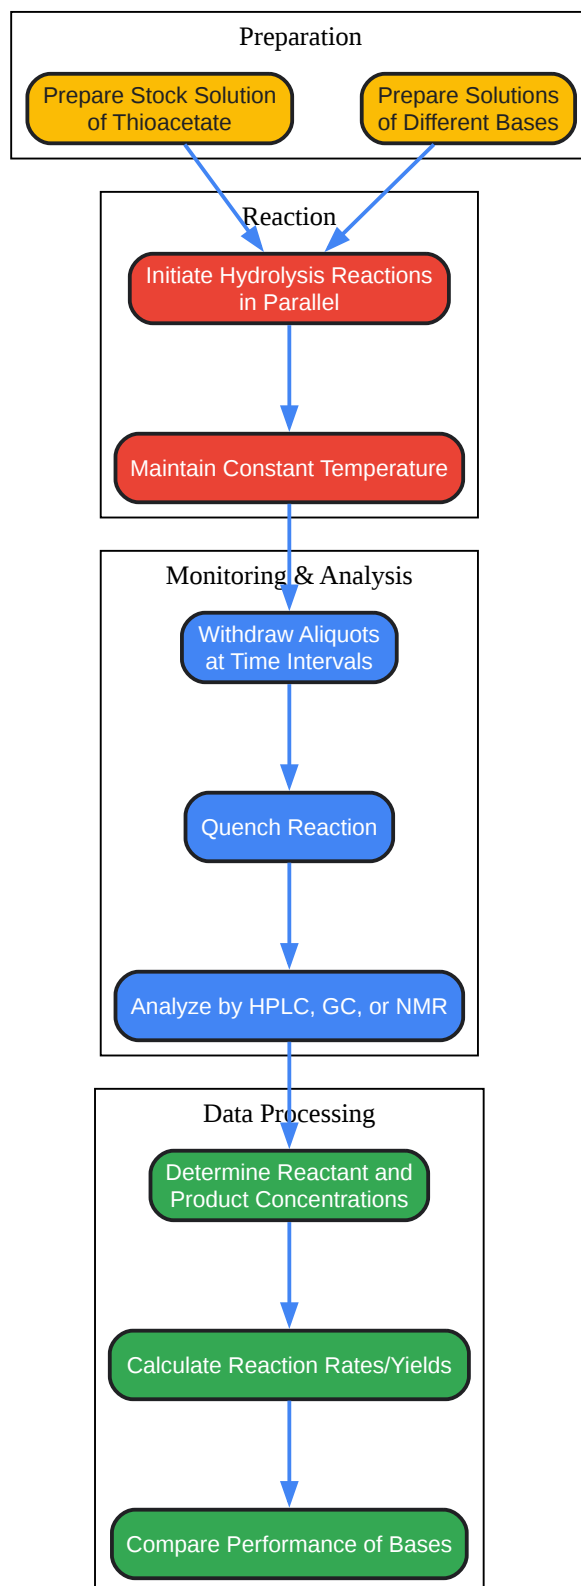 Preparation
Prepare Stock Solution
of Thioacetate
Prepare Solutions
of Different Bases
Reaction
Initiate Hydrolysis Reactions
in Parallel
Maintain Constant Temperature
Monitoring & Analysis
Withdraw Aliquots
at Time Intervals
Quench Reaction
Analyze by HPLC, GC, or NMR
Data Processing
Determine Reactant and
Product Concentrations
Calculate Reaction Rates/Yields
Compare Performance of Bases